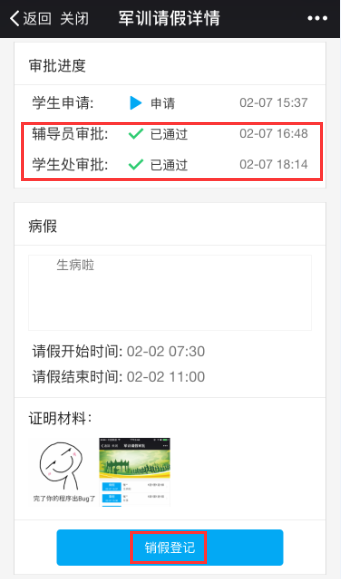 返回 关闭 军训请假详情
审批进度
学生申请: 申请 02-07 15:37
辅导员审批: 已通过 02-07 16:48
学生处审批: 已通过 02-07 18:14
病假
生病啦
请假开始时间: 02-02 07:30
请假结束时间: 02-02 11:00
证明材料:
完了你的程序出Bug了
销假登记